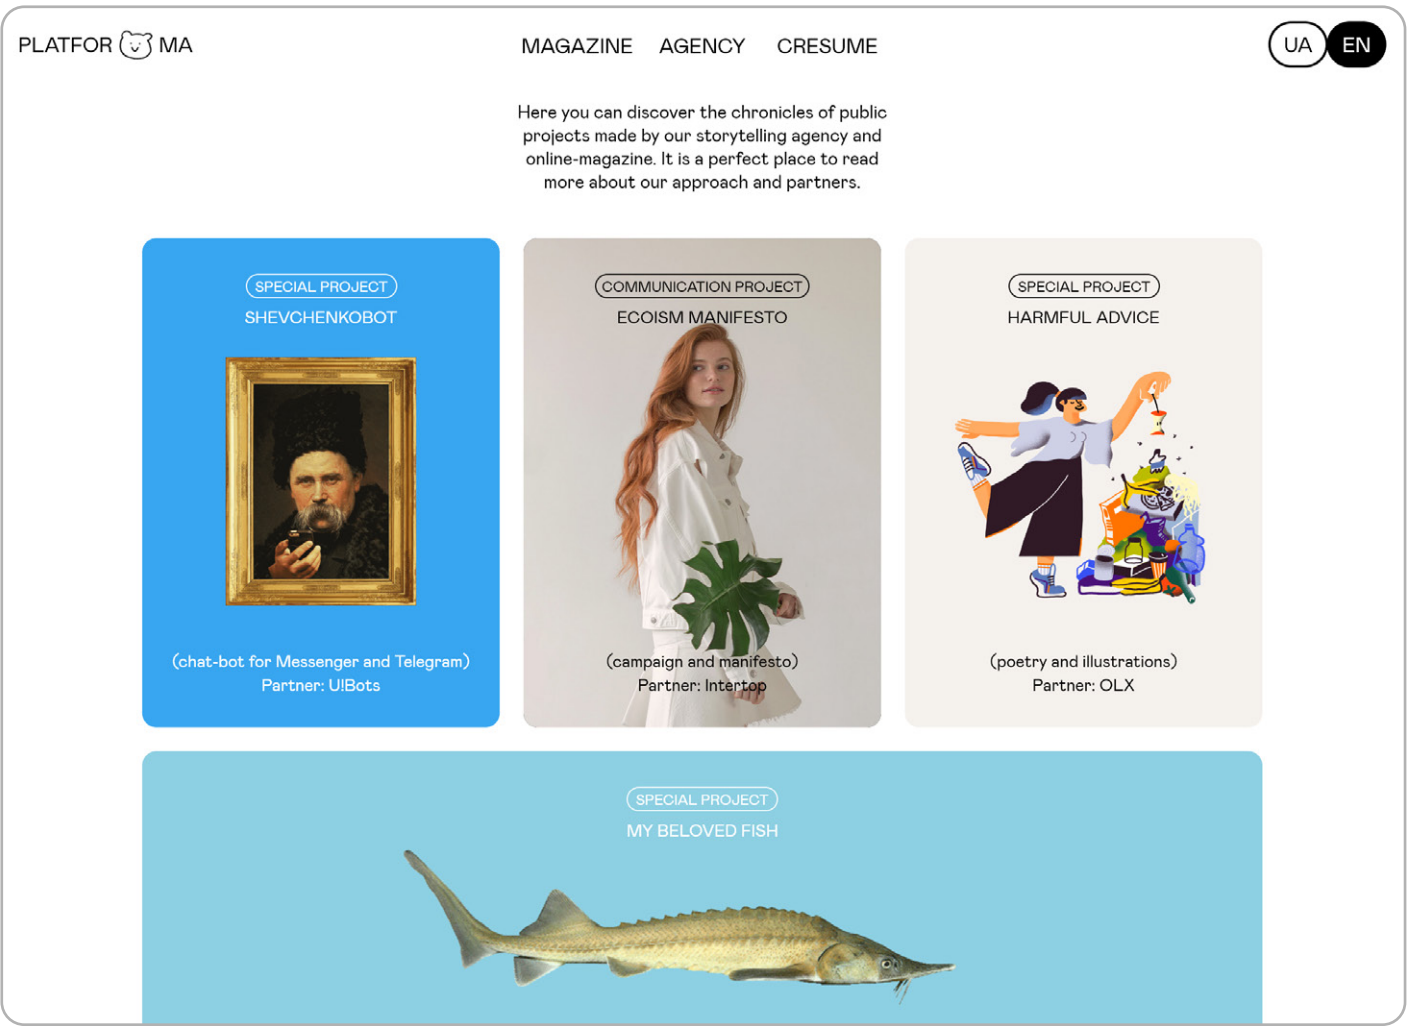 PLATFOR MA
MAGAZINE AGENCY CRESUME
UA EN
Here you can discover the chronicles of public
projects made by our storytelling agency and
online-magazine. It is a perfect place to read
more about our approach and partners.
SPECIAL PROJECT
SHEVCHENKOBOT
(chat-bot for Messenger and Telegram)
Partner: U!Bots
COMMUNICATION PROJECT
ECOISM MANIFESTO
(campaign and manifesto)
Partner: Intertop
SPECIAL PROJECT
HARMFUL ADVICE
(poetry and illustrations)
Partner: OLX
SPECIAL PROJECT
MY BELOVED FISH